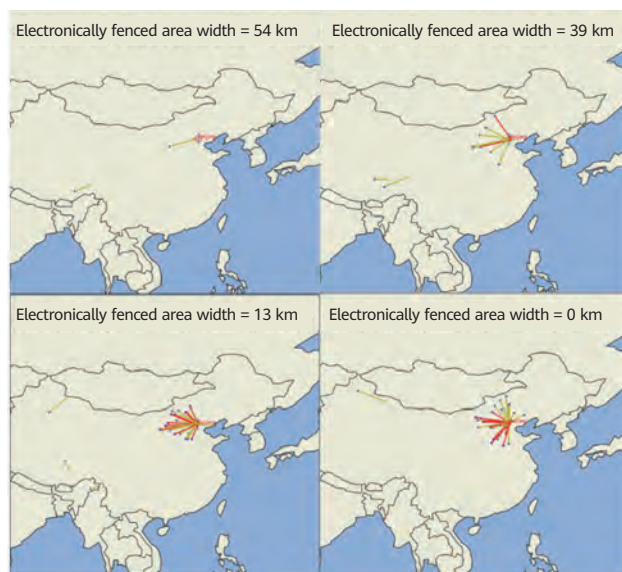 Electronically fenced area width = 54 km
Electronically fenced area width = 39 km
Electronically fenced area width = 13 km
Electronically fenced area width = 0 km